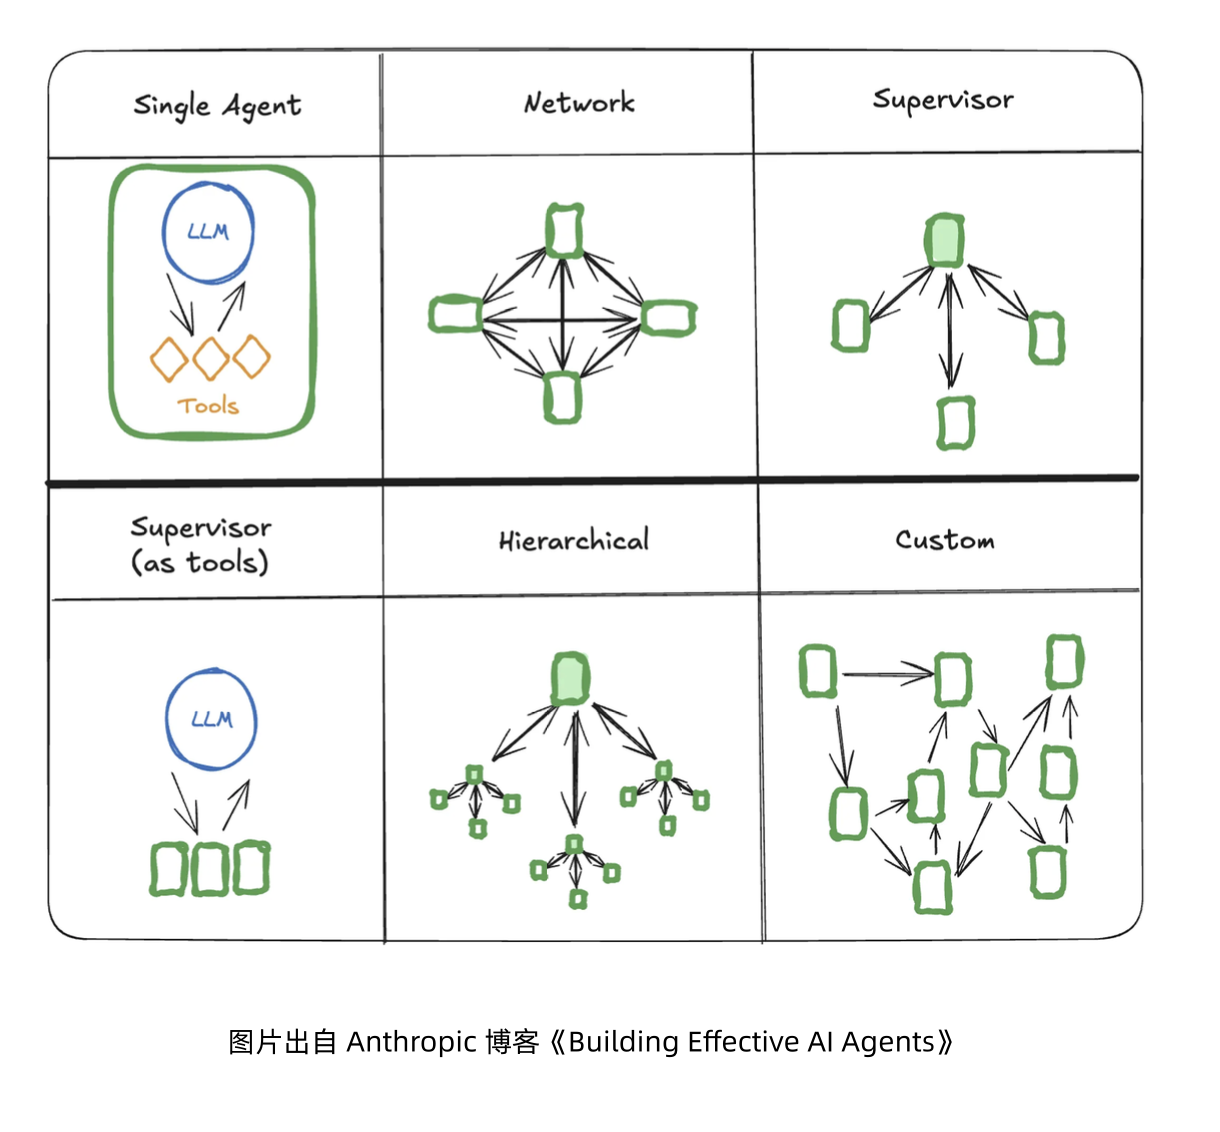 Single Agent
Network
Supervisor
LLM
Tools
Supervisor
(as tools)
Hierarchical
Custom
LLM
图片出自 Anthropic 博客《Building Effective AI Agents》